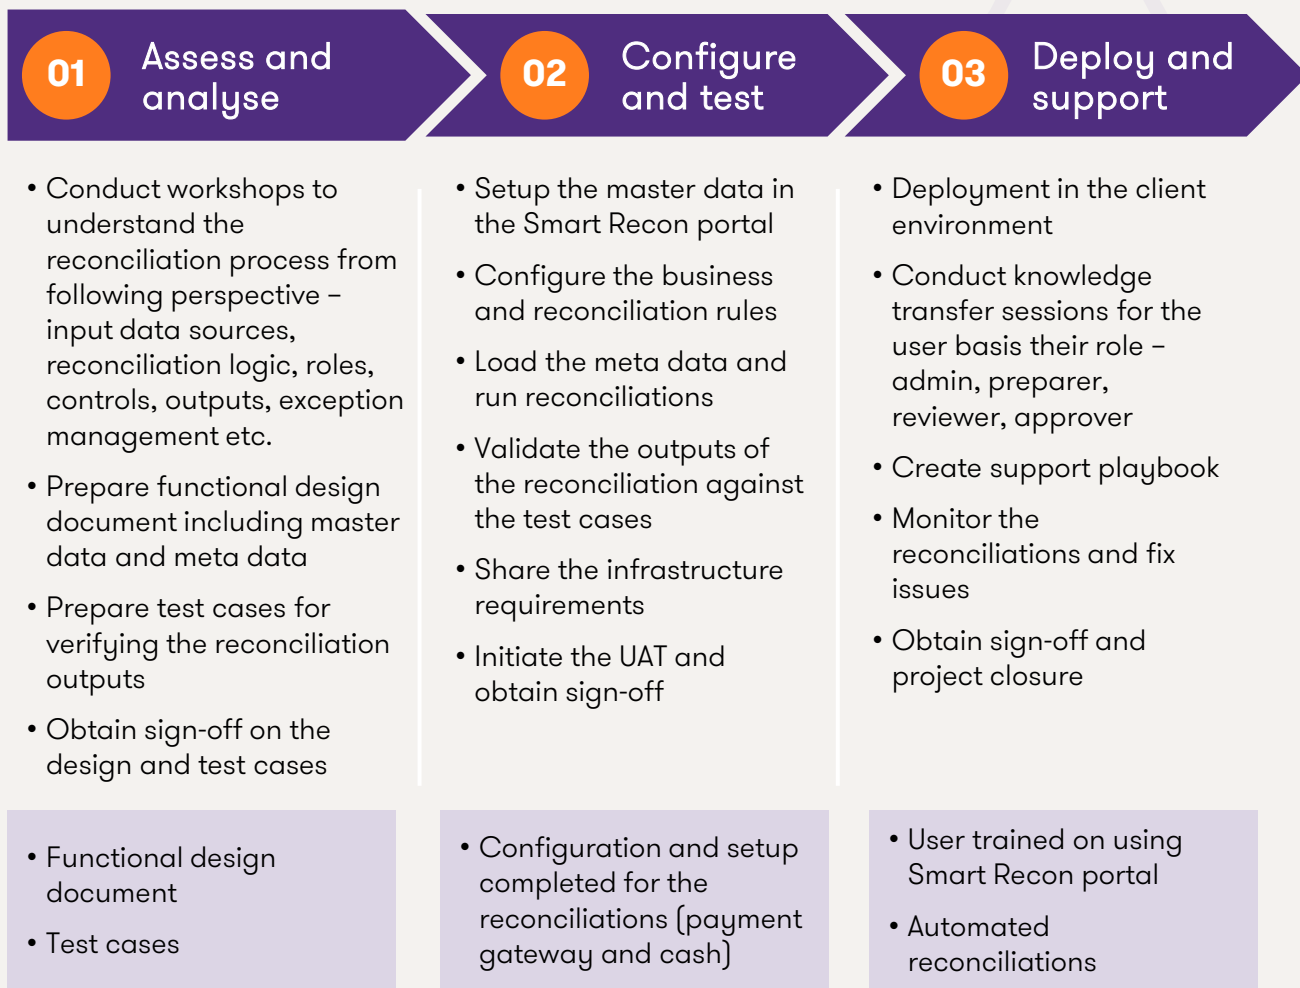 01
Assess and
analyse
02
Configure
and test
03
Deploy and
support
• Conduct workshops to
understand the
reconciliation process from
following perspective –
input data sources,
reconciliation logic, roles,
controls, outputs, exception
management etc.
• Prepare functional design
document including master
data and meta data
• Prepare test cases for
verifying the reconciliation
outputs
• Obtain sign-off on the
design and test cases
• Setup the master data in
the Smart Recon portal
• Configure the business
and reconciliation rules
• Load the meta data and
run reconciliations
• Validate the outputs of
the reconciliation against
the test cases
• Share the infrastructure
requirements
• Initiate the UAT and
obtain sign-off
• Deployment in the client
environment
• Conduct knowledge
transfer sessions for the
user basis their role –
admin, preparer,
reviewer, approver
• Create support playbook
• Monitor the
reconciliations and fix
issues
• Obtain sign-off and
project closure
• Functional design
document
• Test cases
• Configuration and setup
completed for the
reconciliations (payment
gateway and cash)
• User trained on using
Smart Recon portal
• Automated
reconciliations